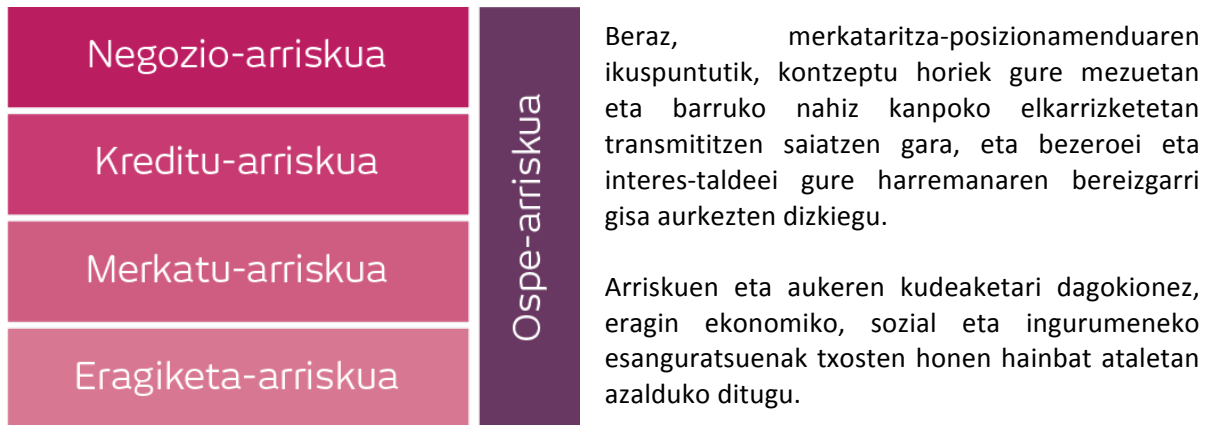 Negozio-arriskua
Kreditu-arriskua
Merkatu-arriskua
Eragiketa-arriskua
Ospe-arriskua
Beraz, merkataritza-posizionamenduaren
ikuspuntutik, kontzeptu horiek gure mezuetan
eta barruko nahiz kanpoko elkarrizketetan
transmititzen saiatzen gara, eta bezeroei eta
interes-taldeei gure harremanaren bereizgarri
gisa aurkezten dizkiegu.
Arriskuen eta aukeren kudeaketari dagokionez,
eragin ekonomiko, sozial eta ingurumeneko
esanguratsuenak txosten honen hainbat ataletan
azalduko ditugu.